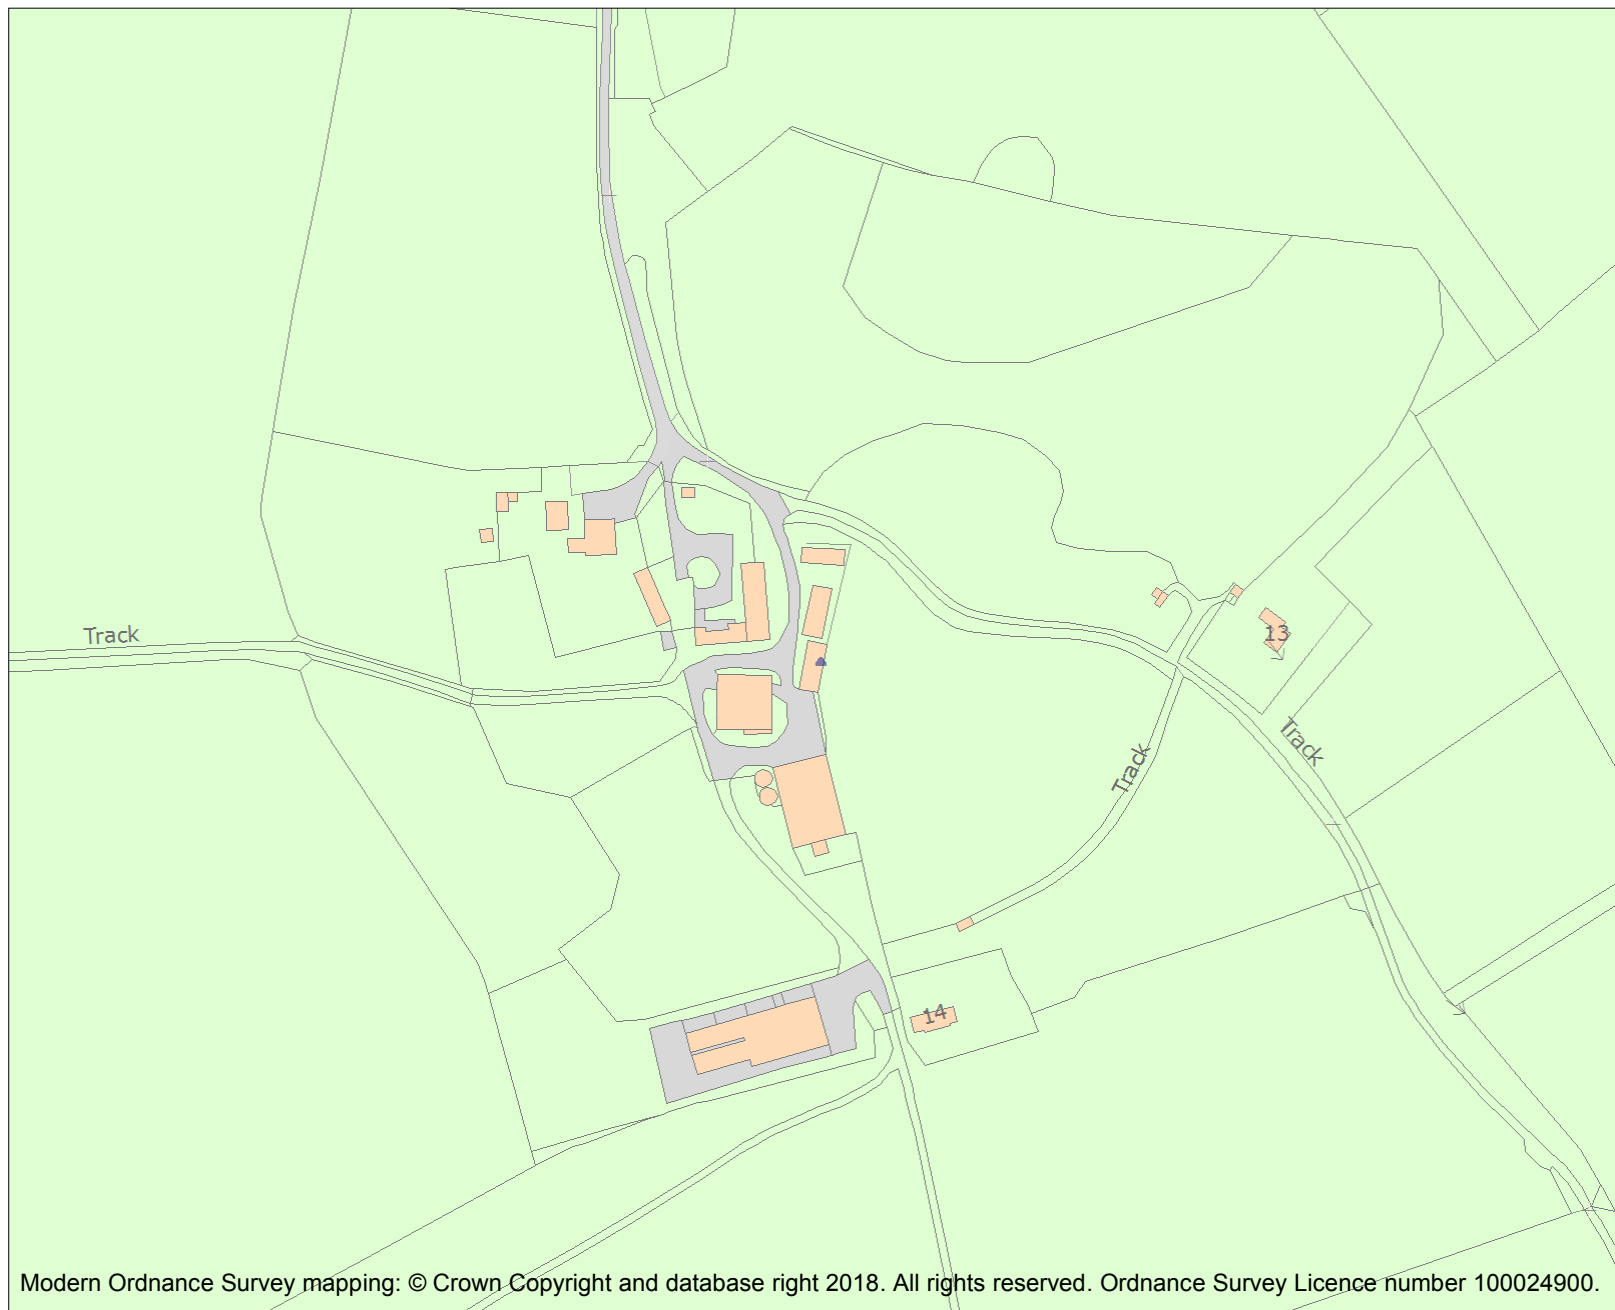 Track
13
Track
Track
14
Modern Ordnance Survey mapping: © Crown Copyright and database right 2018. All rights reserved. Ordnance Survey Licence number 100024900.